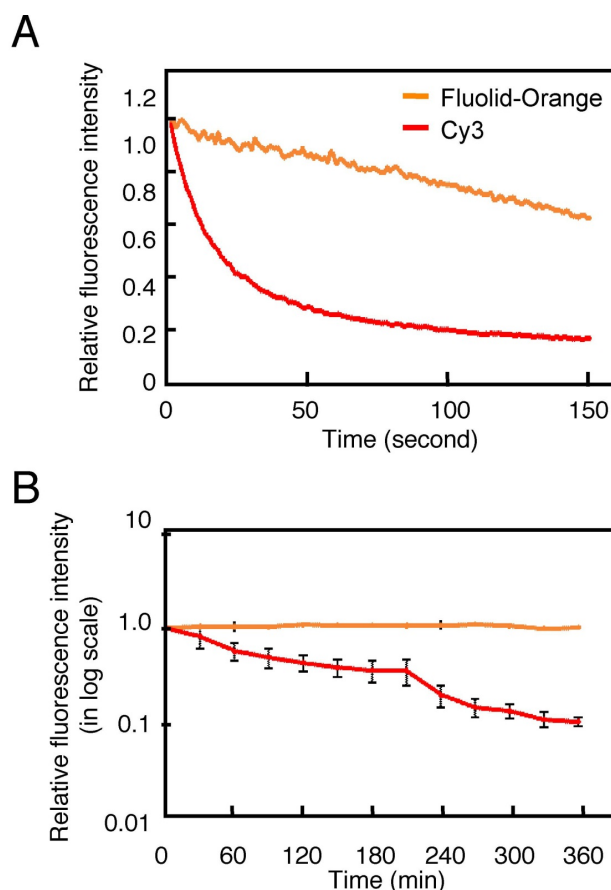 A
Relative fluorescence intensity
1.2
1.0
0.8
0.6
0.4
0.2
0
Fluolid-Orange
Cy3
0 50 100 150
Time (second)
B
Relative fluorescence intensity
(in log scale)
10
1.0
0.1
0.01
0 60 120 180 240 300 360
Time (min)